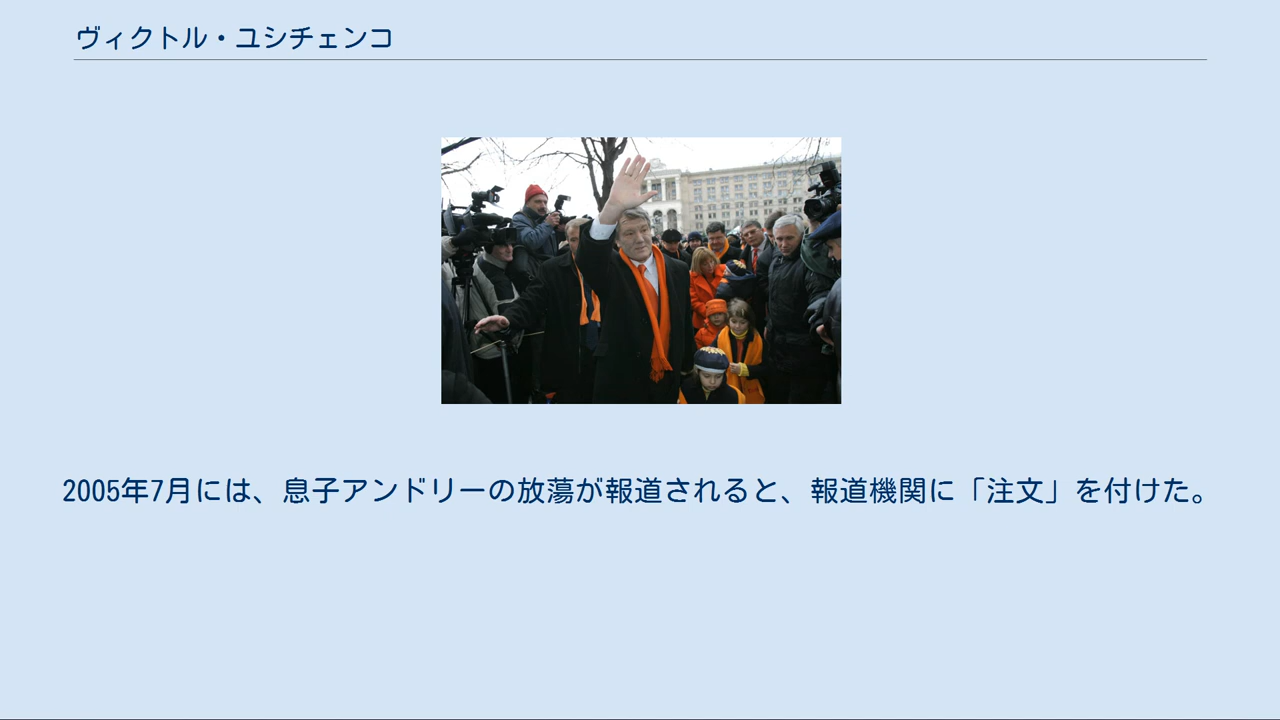 ヴィクトル・ユシチェンコ
2005年7月には、息子アンドリーの放蕩が報道されると、報道機関に「注文」を付けた。